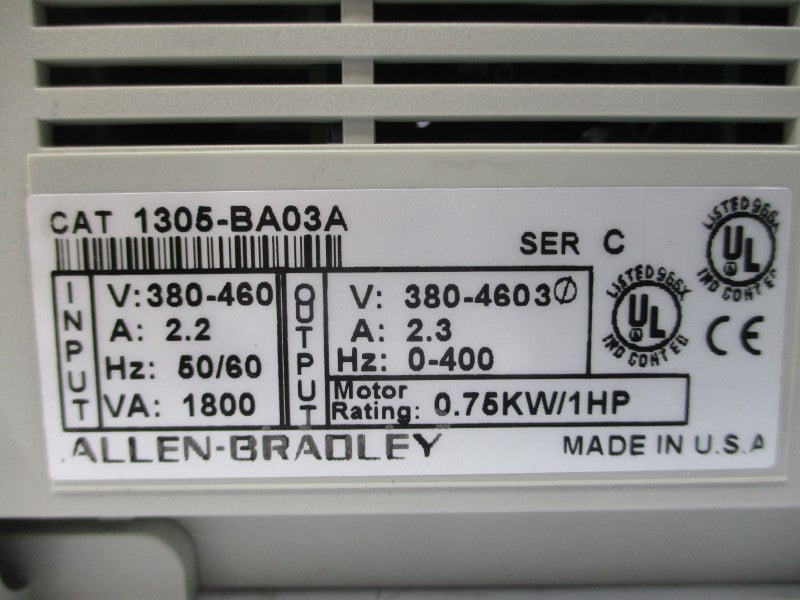 CAT 1305-BA03A
SER C
INPUT
V: 380-460
A: 2.2
Hz: 50/60
VA: 1800
OUTPUT
V: 380-460 3Ø
A: 2.3
Hz: 0-400
Motor
Rating: 0.75KW/1HP
LISTED 966X
UL
IND CONT EQ
LISTED 966X
UL
IND CONT EQ
CE
ALLEN-BRADLEY
MADE IN U.S.A